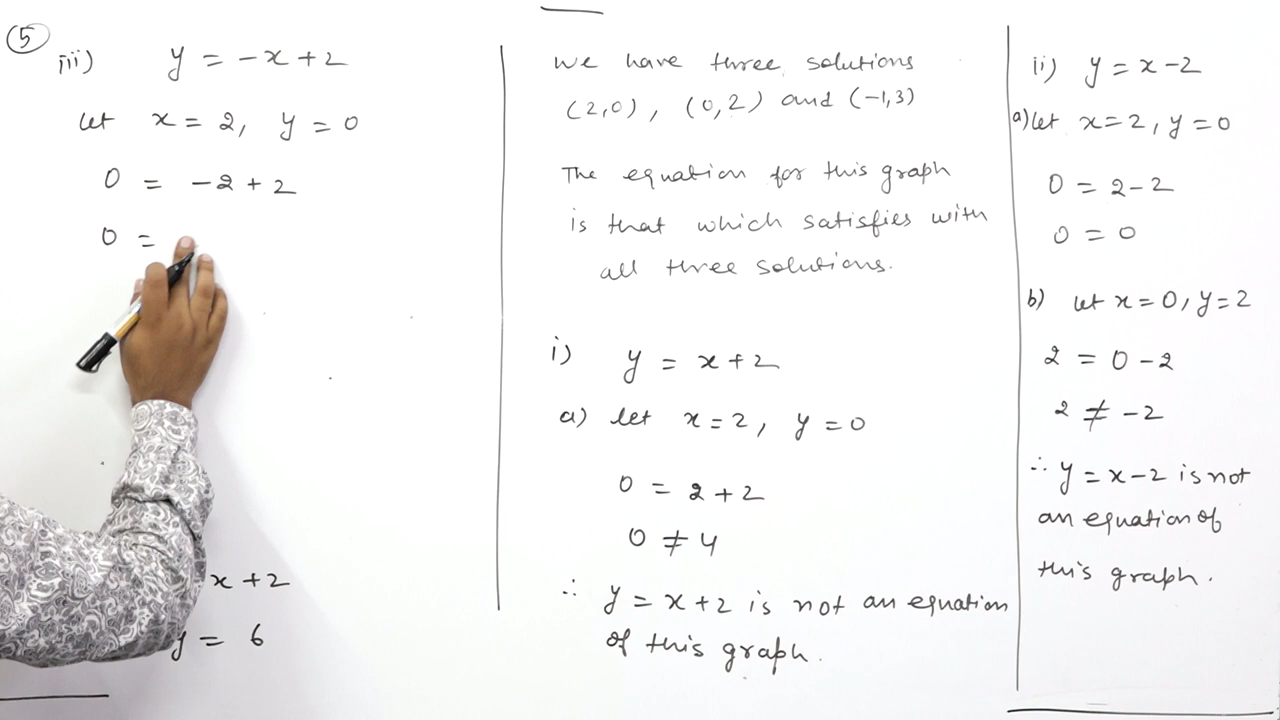 5
iii) y = -x+2
let x = 2, y = 0
0 = -2 + 2
0 =
x + 2
y = 6
we have three solutions
(2,0), (0,2) and (-1,3)
The equation for this graph
is that which satisfies with
all three solutions.
i) y = x+2
a) let x = 2, y = 0
0 = 2 + 2
0 ≠ 4
∴ y = x+2 is not an equation
of this graph.
ii) y = x-2
a) let x=2, y=0
0 = 2-2
0 = 0
b) let x=0, y=2
2 = 0-2
2 ≠ -2
∴ y = x-2 is not
an equation of
this graph.